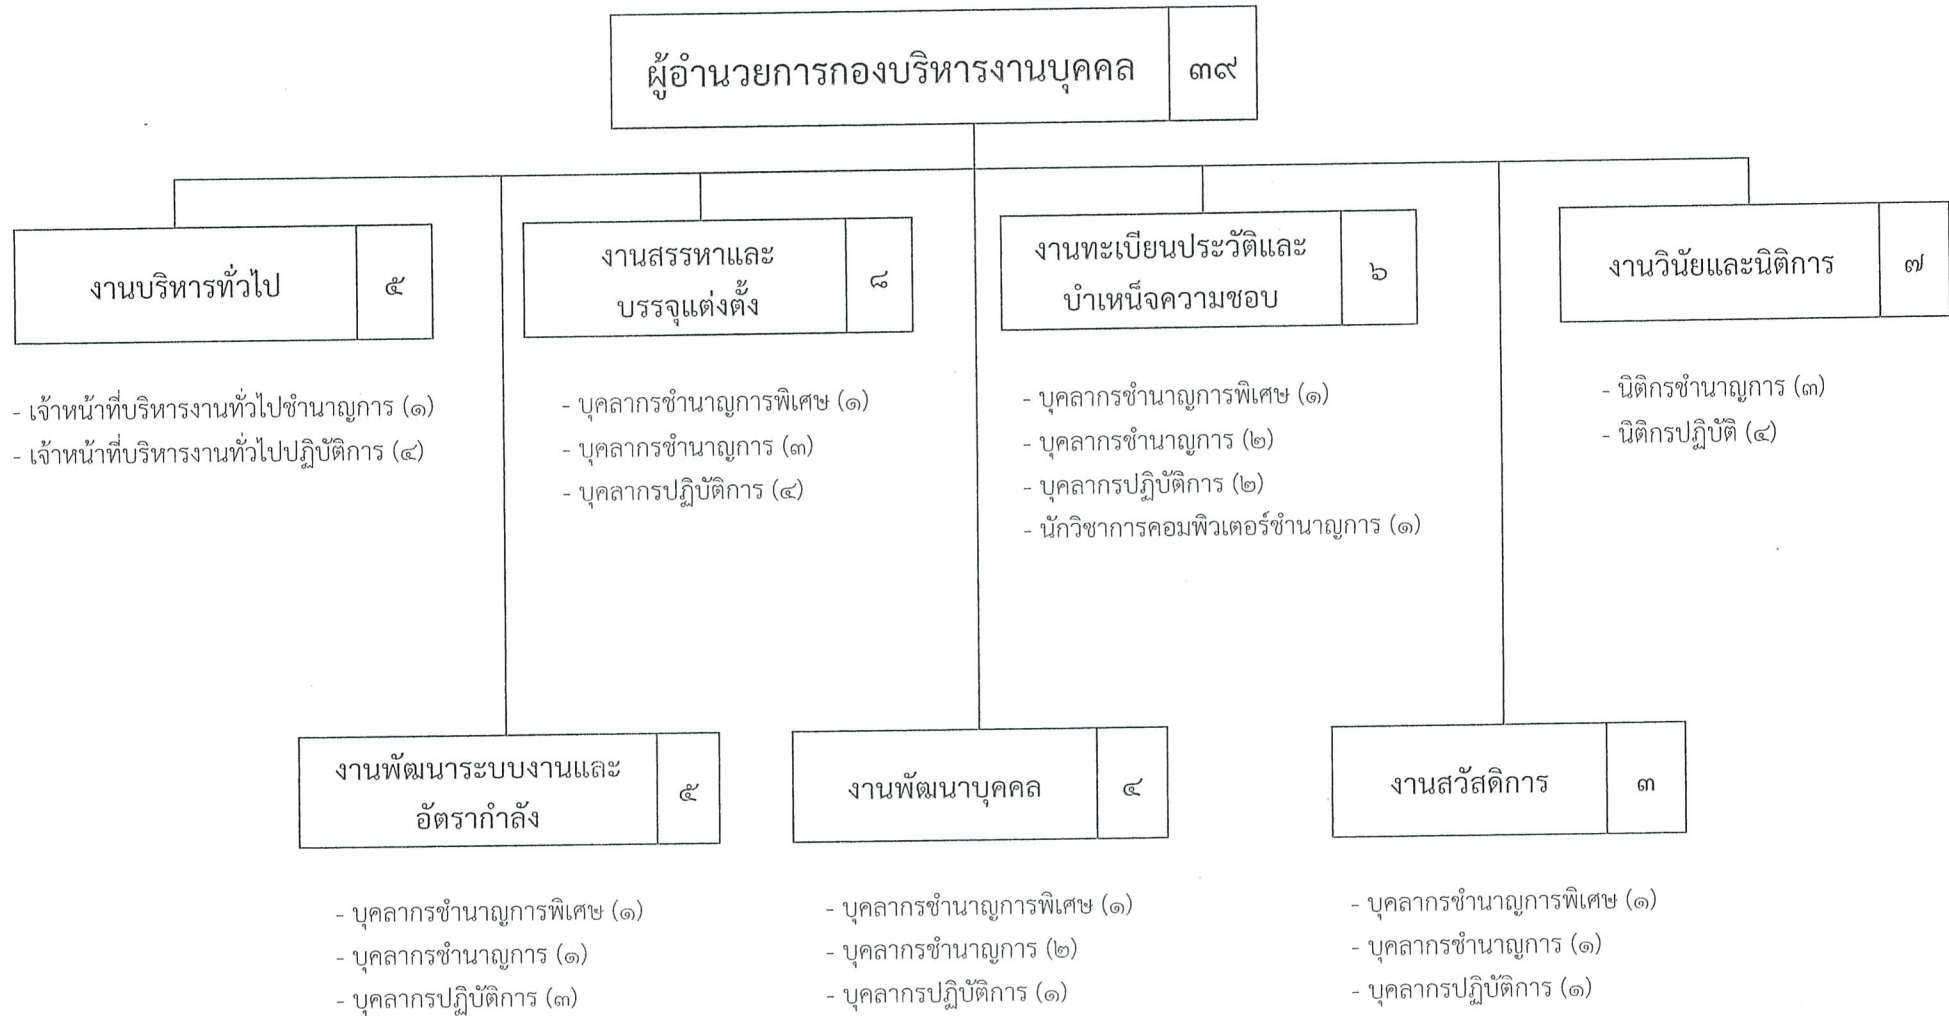 ผู้อำนวยการกองบริหารงานบุคคล ๓๙
งานบริหารทั่วไป ๕
- เจ้าหน้าที่บริหารงานทั่วไปชำนาญการ (๑)
- เจ้าหน้าที่บริหารงานทั่วไปปฏิบัติการ (๔)
งานสรรหาและ
บรรจุแต่งตั้ง
๘
- บุคลากรชำนาญการพิเศษ (๑)
- บุคลากรชำนาญการ (๓)
- บุคลากรปฏิบัติการ (๔)
งานทะเบียนประวัติและ
บำเหน็จความชอบ
๖
- บุคลากรชำนาญการพิเศษ (๑)
- บุคลากรชำนาญการ (๒)
- บุคลากรปฏิบัติการ (๒)
- นักวิชาการคอมพิวเตอร์ชำนาญการ (๑)
งานวินัยและนิติการ ๗
- นิติกรชำนาญการ (๓)
- นิติกรปฏิบัติ (๔)
งานพัฒนาระบบงานและ
อัตรากำลัง
๕
- บุคลากรชำนาญการพิเศษ (๑)
- บุคลากรชำนาญการ (๑)
- บุคลากรปฏิบัติการ (๓)
งานพัฒนาบุคคล ๔
- บุคลากรชำนาญการพิเศษ (๑)
- บุคลากรชำนาญการ (๒)
- บุคลากรปฏิบัติการ (๑)
งานสวัสดิการ ๓
- บุคลากรชำนาญการพิเศษ (๑)
- บุคลากรชำนาญการ (๑)
- บุคลากรปฏิบัติการ (๑)